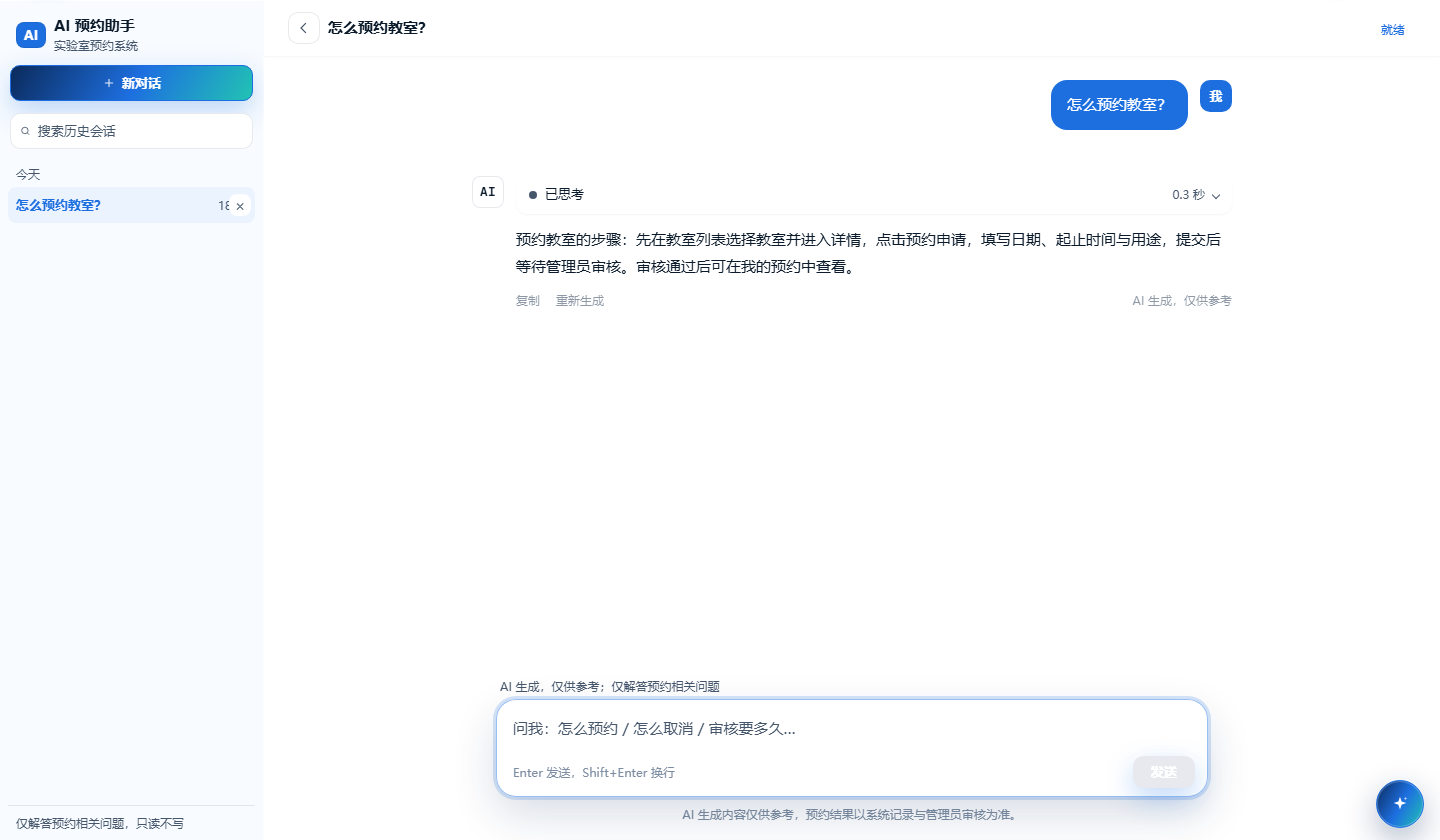 AI
AI 预约助手
实验室预约系统
+ 新对话
搜索历史会话
今天
怎么预约教室?
18
仅解答预约相关问题，只读不写
怎么预约教室?
就绪
怎么预约教室?
我
AI
已思考
0.3 秒
预约教室的步骤：先在教室列表选择教室并进入详情，点击预约申请，填写日期、起止时间与用途，提交后
等待管理员审核。审核通过后可在我的预约中查看。
复制 重新生成
AI 生成，仅供参考
AI 生成，仅供参考；仅解答预约相关问题
问我：怎么预约 / 怎么取消 / 审核要多久...
Enter 发送，Shift+Enter 换行
发送
AI 生成内容仅供参考，预约结果以系统记录与管理员审核为准。